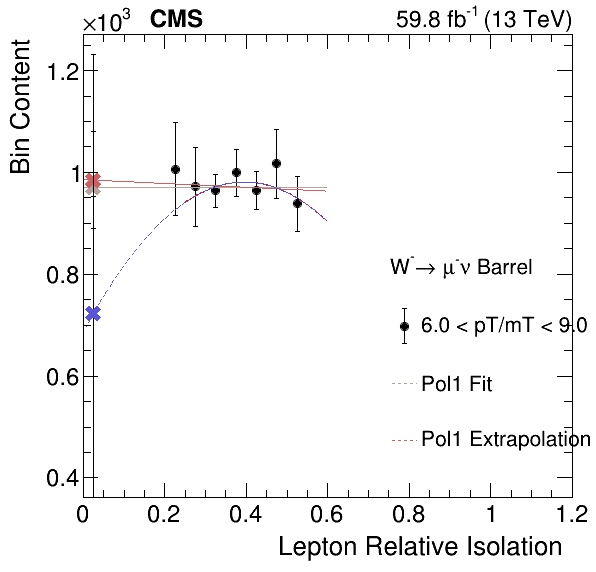 ×10³ CMS 59.8 fb⁻¹ (13 TeV)
Bin Content
1.2
1
0.8
0.6
0.4
W⁻→ μ⁻ν Barrel
6.0 < pT/mT < 9.0
Pol1 Fit
Pol1 Extrapolation
0 0.2 0.4 0.6 0.8 1 1.2
Lepton Relative Isolation